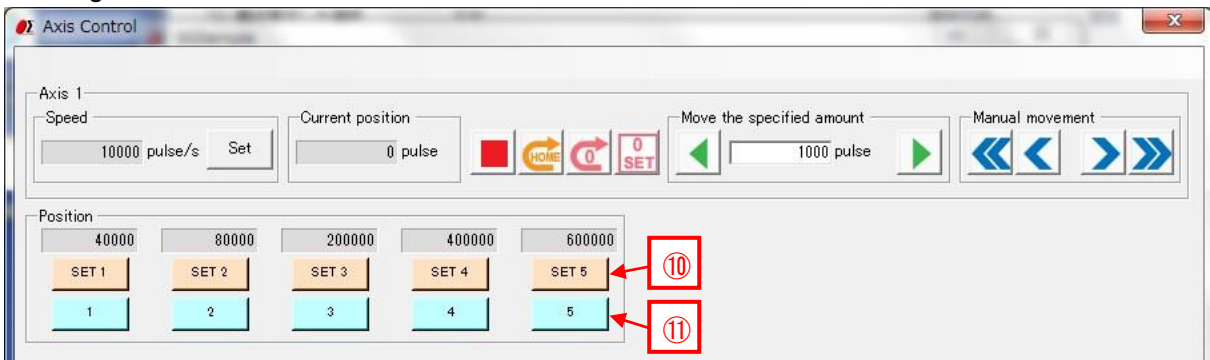 Axis Control
Axis 1
Speed
10000 pulse/s
Set
Current position
0 pulse
HOME
0
0
SET
Move the specified amount
1000 pulse
Manual movement
Position
40000 80000 200000 400000 600000
SET 1 SET 2 SET 3 SET 4 SET 5
⑩
1 2 3 4 5
⑪